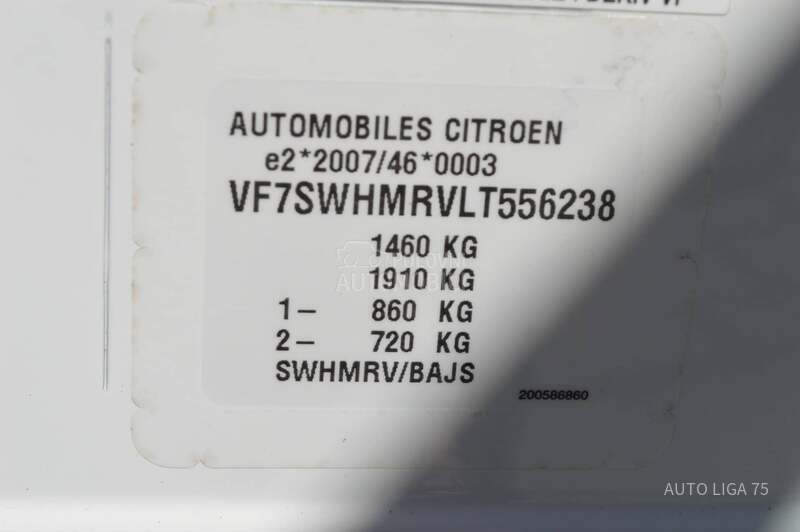 AUTOMOBILES CITROEN
e2*2007/46*0003
VF7SWHMRVLT556238
1460 KG
1910 KG
1- 860 KG
2- 720 KG
SWHMRV/BAJS
200586860
AUTO LIGA 75